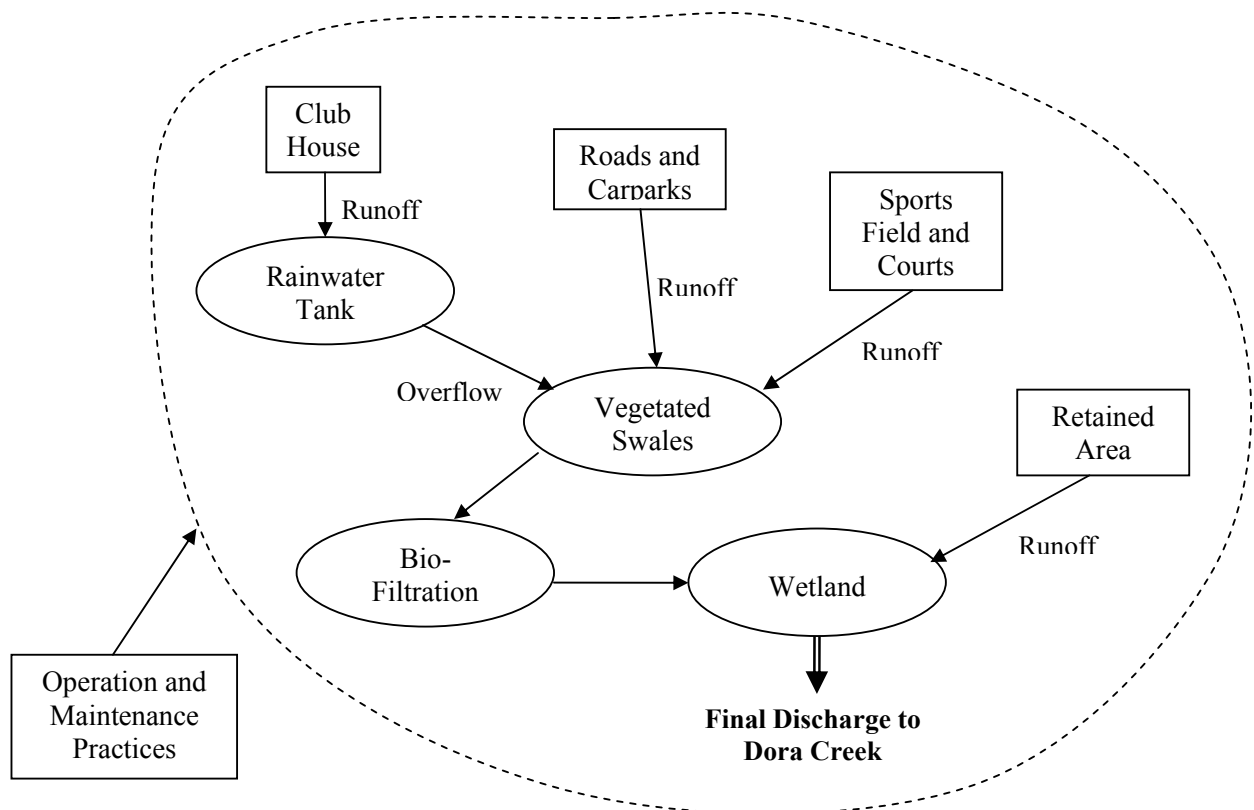 Club
House
Runoff
Rainwater
Tank
Roads and
Carparks
Runoff
Sports
Field and
Courts
Runoff
Overflow
Vegetated
Swales
Retained
Area
Runoff
Bio-
Filtration
Wetland
Operation and
Maintenance
Practices
Final Discharge to
Dora Creek